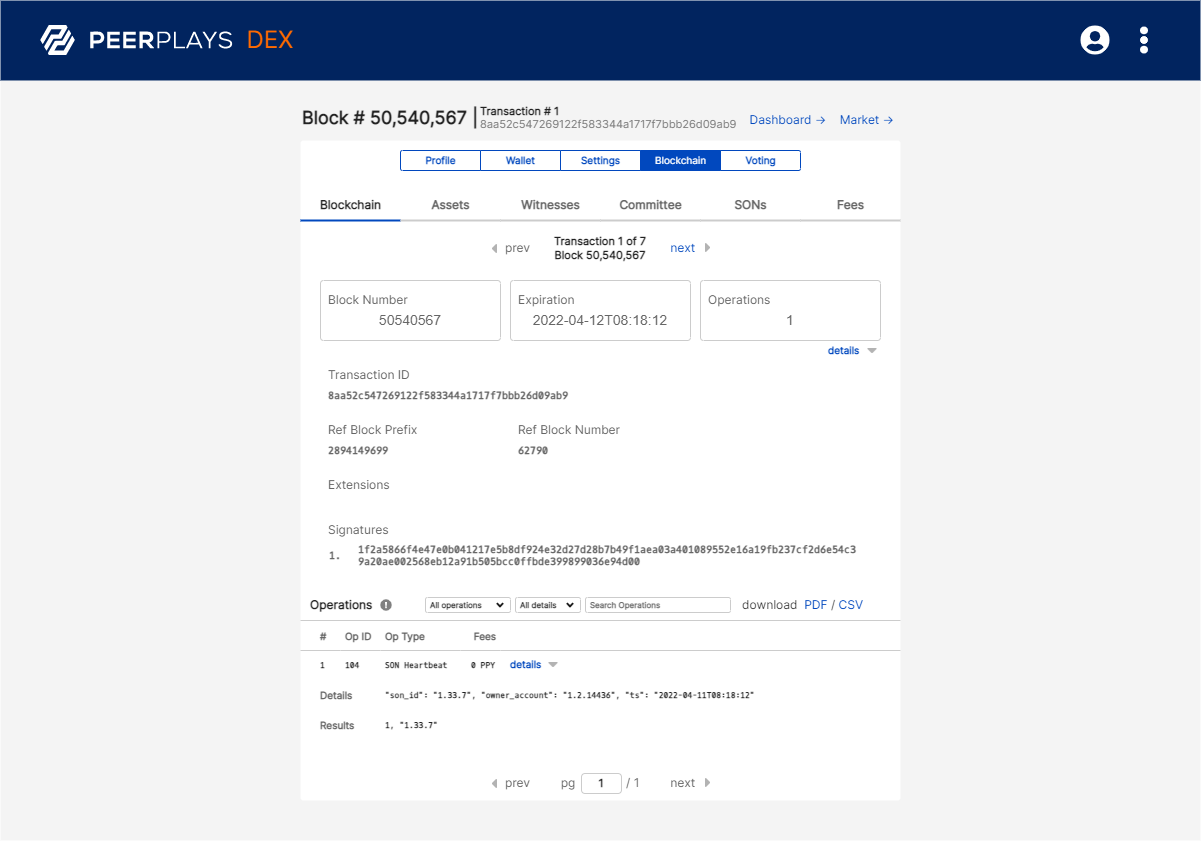 PEERPLAYS DEX
Block # 50,540,567 Transaction # 1
8aa52c547269122f583344a1717f7bbb26d09ab9 Dashboard → Market →
Profile Wallet Settings Blockchain Voting
Blockchain Assets Witnesses Committee SONs Fees
prev Transaction 1 of 7 next
Block 50,540,567
Block Number Expiration Operations
50540567 2022-04-12T08:18:12 1
details
Transaction ID
8aa52c547269122f583344a1717f7bbb26d09ab9
Ref Block Prefix Ref Block Number
2894149699 62790
Extensions
Signatures
1. 1f2a5866f4e47e0b041217e5b8df924e32d27d28b7b49f1aea03a401089552e16a19fb237cf2d6e54c3
9a20ae002568eb12a91b505bcc0ffbde399899036e94d00
Operations All operations All details Search Operations download PDF / CSV
# Op ID Op Type Fees
1 104 SON Heartbeat 0 PPY details
Details "son_id": "1.33.7", "owner_account": "1.2.14436", "ts": "2022-04-11T08:18:12"
Results 1, "1.33.7"
prev pg 1 / 1 next